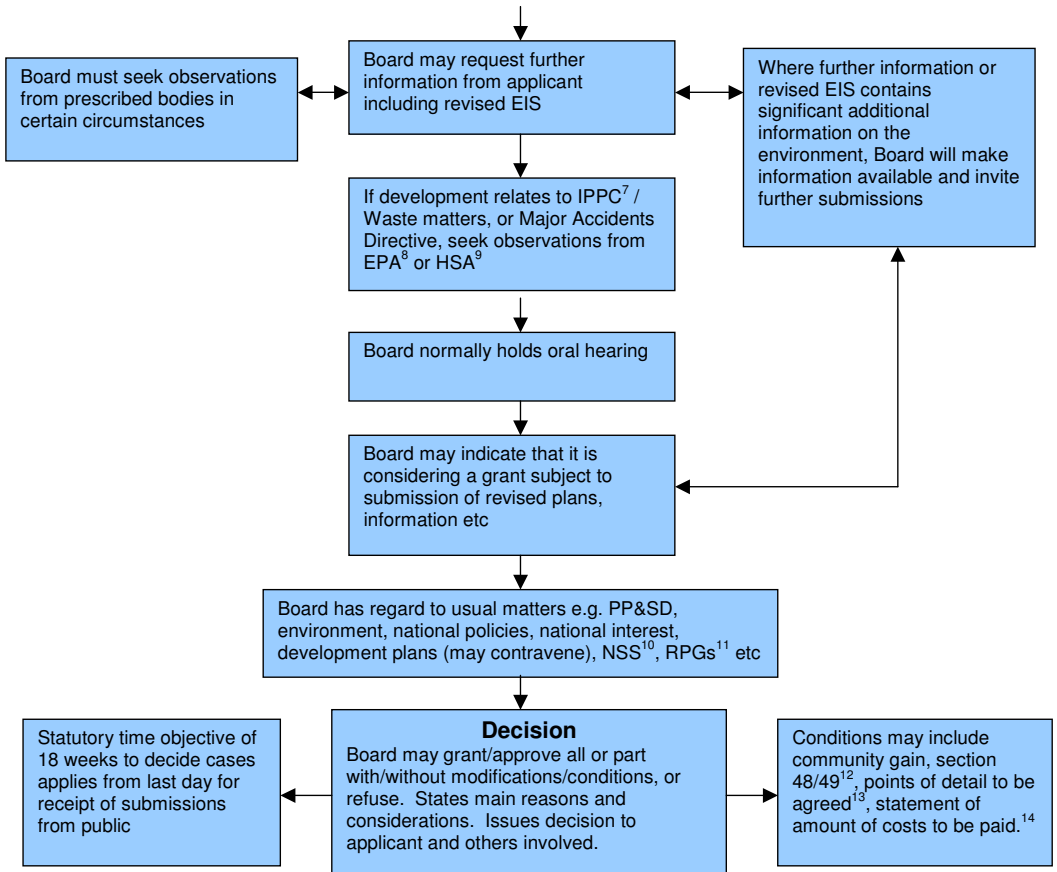 Board may request further
information from applicant
including revised EIS
Board must seek observations
from prescribed bodies in
certain circumstances
Where further information or
revised EIS contains
significant additional
information on the
environment, Board will make
information available and invite
further submissions
If development relates to IPPC⁷ /
Waste matters, or Major Accidents
Directive, seek observations from
EPA⁸ or HSA⁹
Board normally holds oral hearing
Board may indicate that it is
considering a grant subject to
submission of revised plans,
information etc
Board has regard to usual matters e.g. PP&SD,
environment, national policies, national interest,
development plans (may contravene), NSS¹⁰, RPGs¹¹ etc
Decision
Board may grant/approve all or part
with/without modifications/conditions, or
refuse.  States main reasons and
considerations.  Issues decision to
applicant and others involved.
Statutory time objective of
18 weeks to decide cases
applies from last day for
receipt of submissions
from public
Conditions may include
community gain, section
48/49¹², points of detail to be
agreed¹³, statement of
amount of costs to be paid.¹⁴